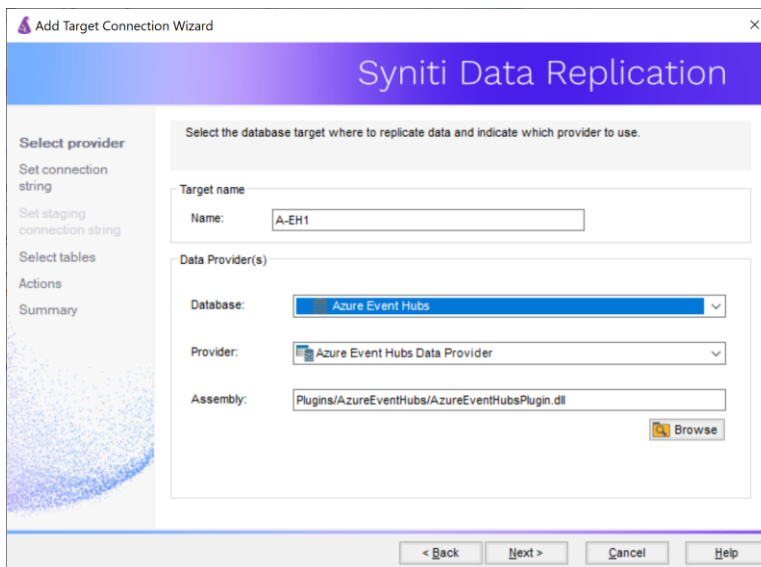 Add Target Connection Wizard
Syniti Data Replication
Select provider
Set connection
string
Set staging
connection string
Select tables
Actions
Summary
Select the database target where to replicate data and indicate which provider to use.
Target name
Name:
A-EH1
Data Provider(s)
Database:
Azure Event Hubs
Provider:
Azure Event Hubs Data Provider
Assembly:
Plugins/AzureEventHubs/AzureEventHubsPlugin.dll
Browse
< Back
Next >
Cancel
Help